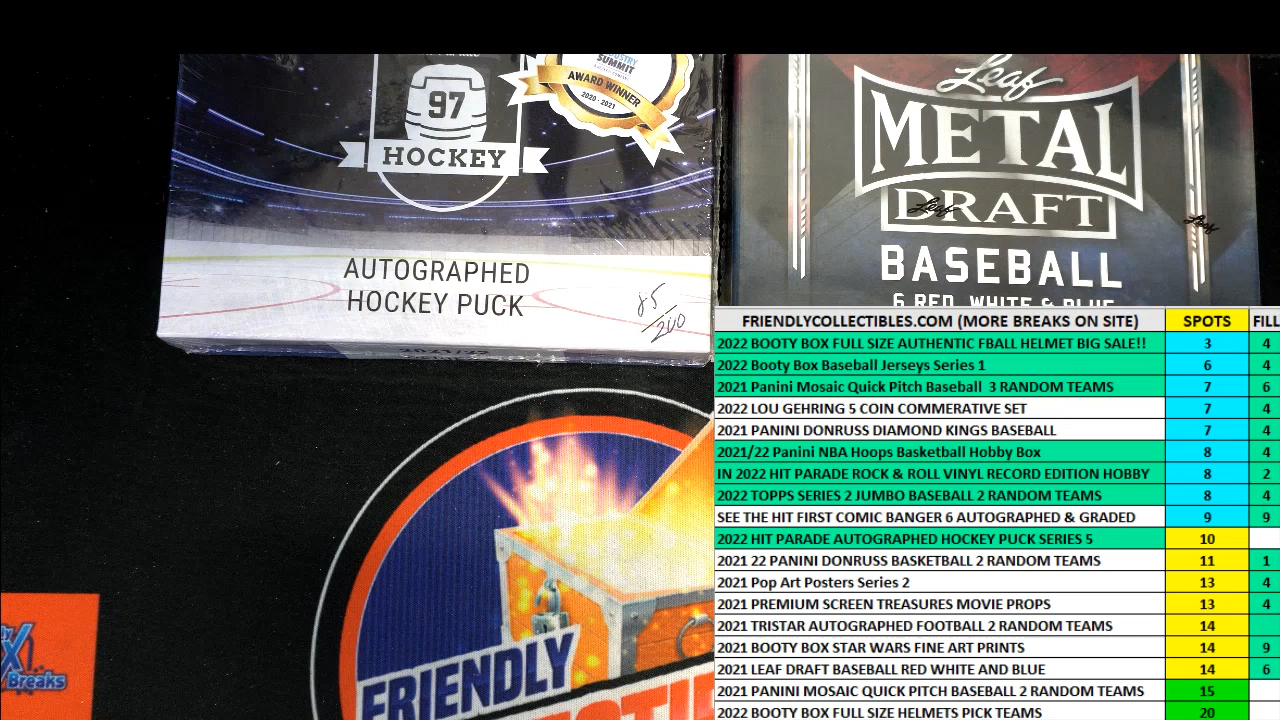 INDUSTRY
SUMMIT
AWARD WINNER
2020 - 2021
97
HOCKEY
AUTOGRAPHED
HOCKEY PUCK
85/200
Leaf
METAL
DRAFT
Leaf
Leaf
BASEBALL
6 RED, WHITE & BLUE
FRIENDLY
Breaks
FRIENDLYCOLLECTIBLES.COM (MORE BREAKS ON SITE) SPOTS FILL
2022 BOOTY BOX FULL SIZE AUTHENTIC FBALL HELMET BIG SALE!! 3 4
2022 Booty Box Baseball Jerseys Series 1 6 4
2021 Panini Mosaic Quick Pitch Baseball 3 RANDOM TEAMS 7 6
2022 LOU GEHRING 5 COIN COMMERATIVE SET 7 4
2021 PANINI DONRUSS DIAMOND KINGS BASEBALL 7 4
2021/22 Panini NBA Hoops Basketball Hobby Box 8 4
IN 2022 HIT PARADE ROCK & ROLL VINYL RECORD EDITION HOBBY 8 2
2022 TOPPS SERIES 2 JUMBO BASEBALL 2 RANDOM TEAMS 8 4
SEE THE HIT FIRST COMIC BANGER 6 AUTOGRAPHED & GRADED 9 9
2022 HIT PARADE AUTOGRAPHED HOCKEY PUCK SERIES 5 10
2021 22 PANINI DONRUSS BASKETBALL 2 RANDOM TEAMS 11 1
2021 Pop Art Posters Series 2 13 4
2021 PREMIUM SCREEN TREASURES MOVIE PROPS 13 4
2021 TRISTAR AUTOGRAPHED FOOTBALL 2 RANDOM TEAMS 14
2021 BOOTY BOX STAR WARS FINE ART PRINTS 14 9
2021 LEAF DRAFT BASEBALL RED WHITE AND BLUE 14 6
2021 PANINI MOSAIC QUICK PITCH BASEBALL 2 RANDOM TEAMS 15
2022 BOOTY BOX FULL SIZE HELMETS PICK TEAMS 20